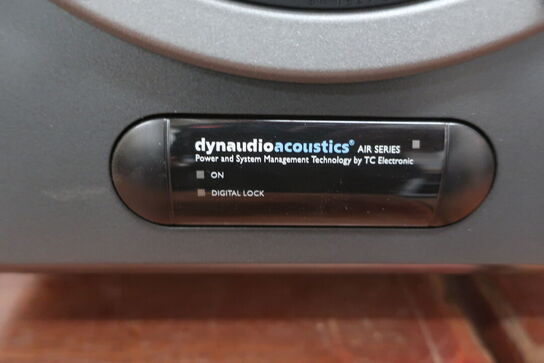 dynaudioacoustics® AIR SERIES
Power and System Management Technology by TC Electronic
ON
DIGITAL LOCK